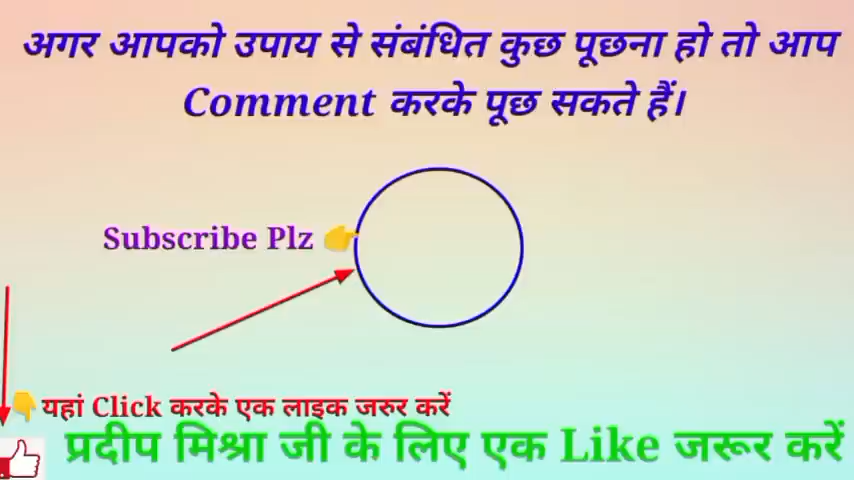 अगर आपको उपाय से संबंधित कुछ पूछना हो तो आप
Comment करके पूछ सकते हैं।
Subscribe Plz
यहां Click करके एक लाइक जरुर करें
प्रदीप मिश्रा जी के लिए एक Like जरूर करें